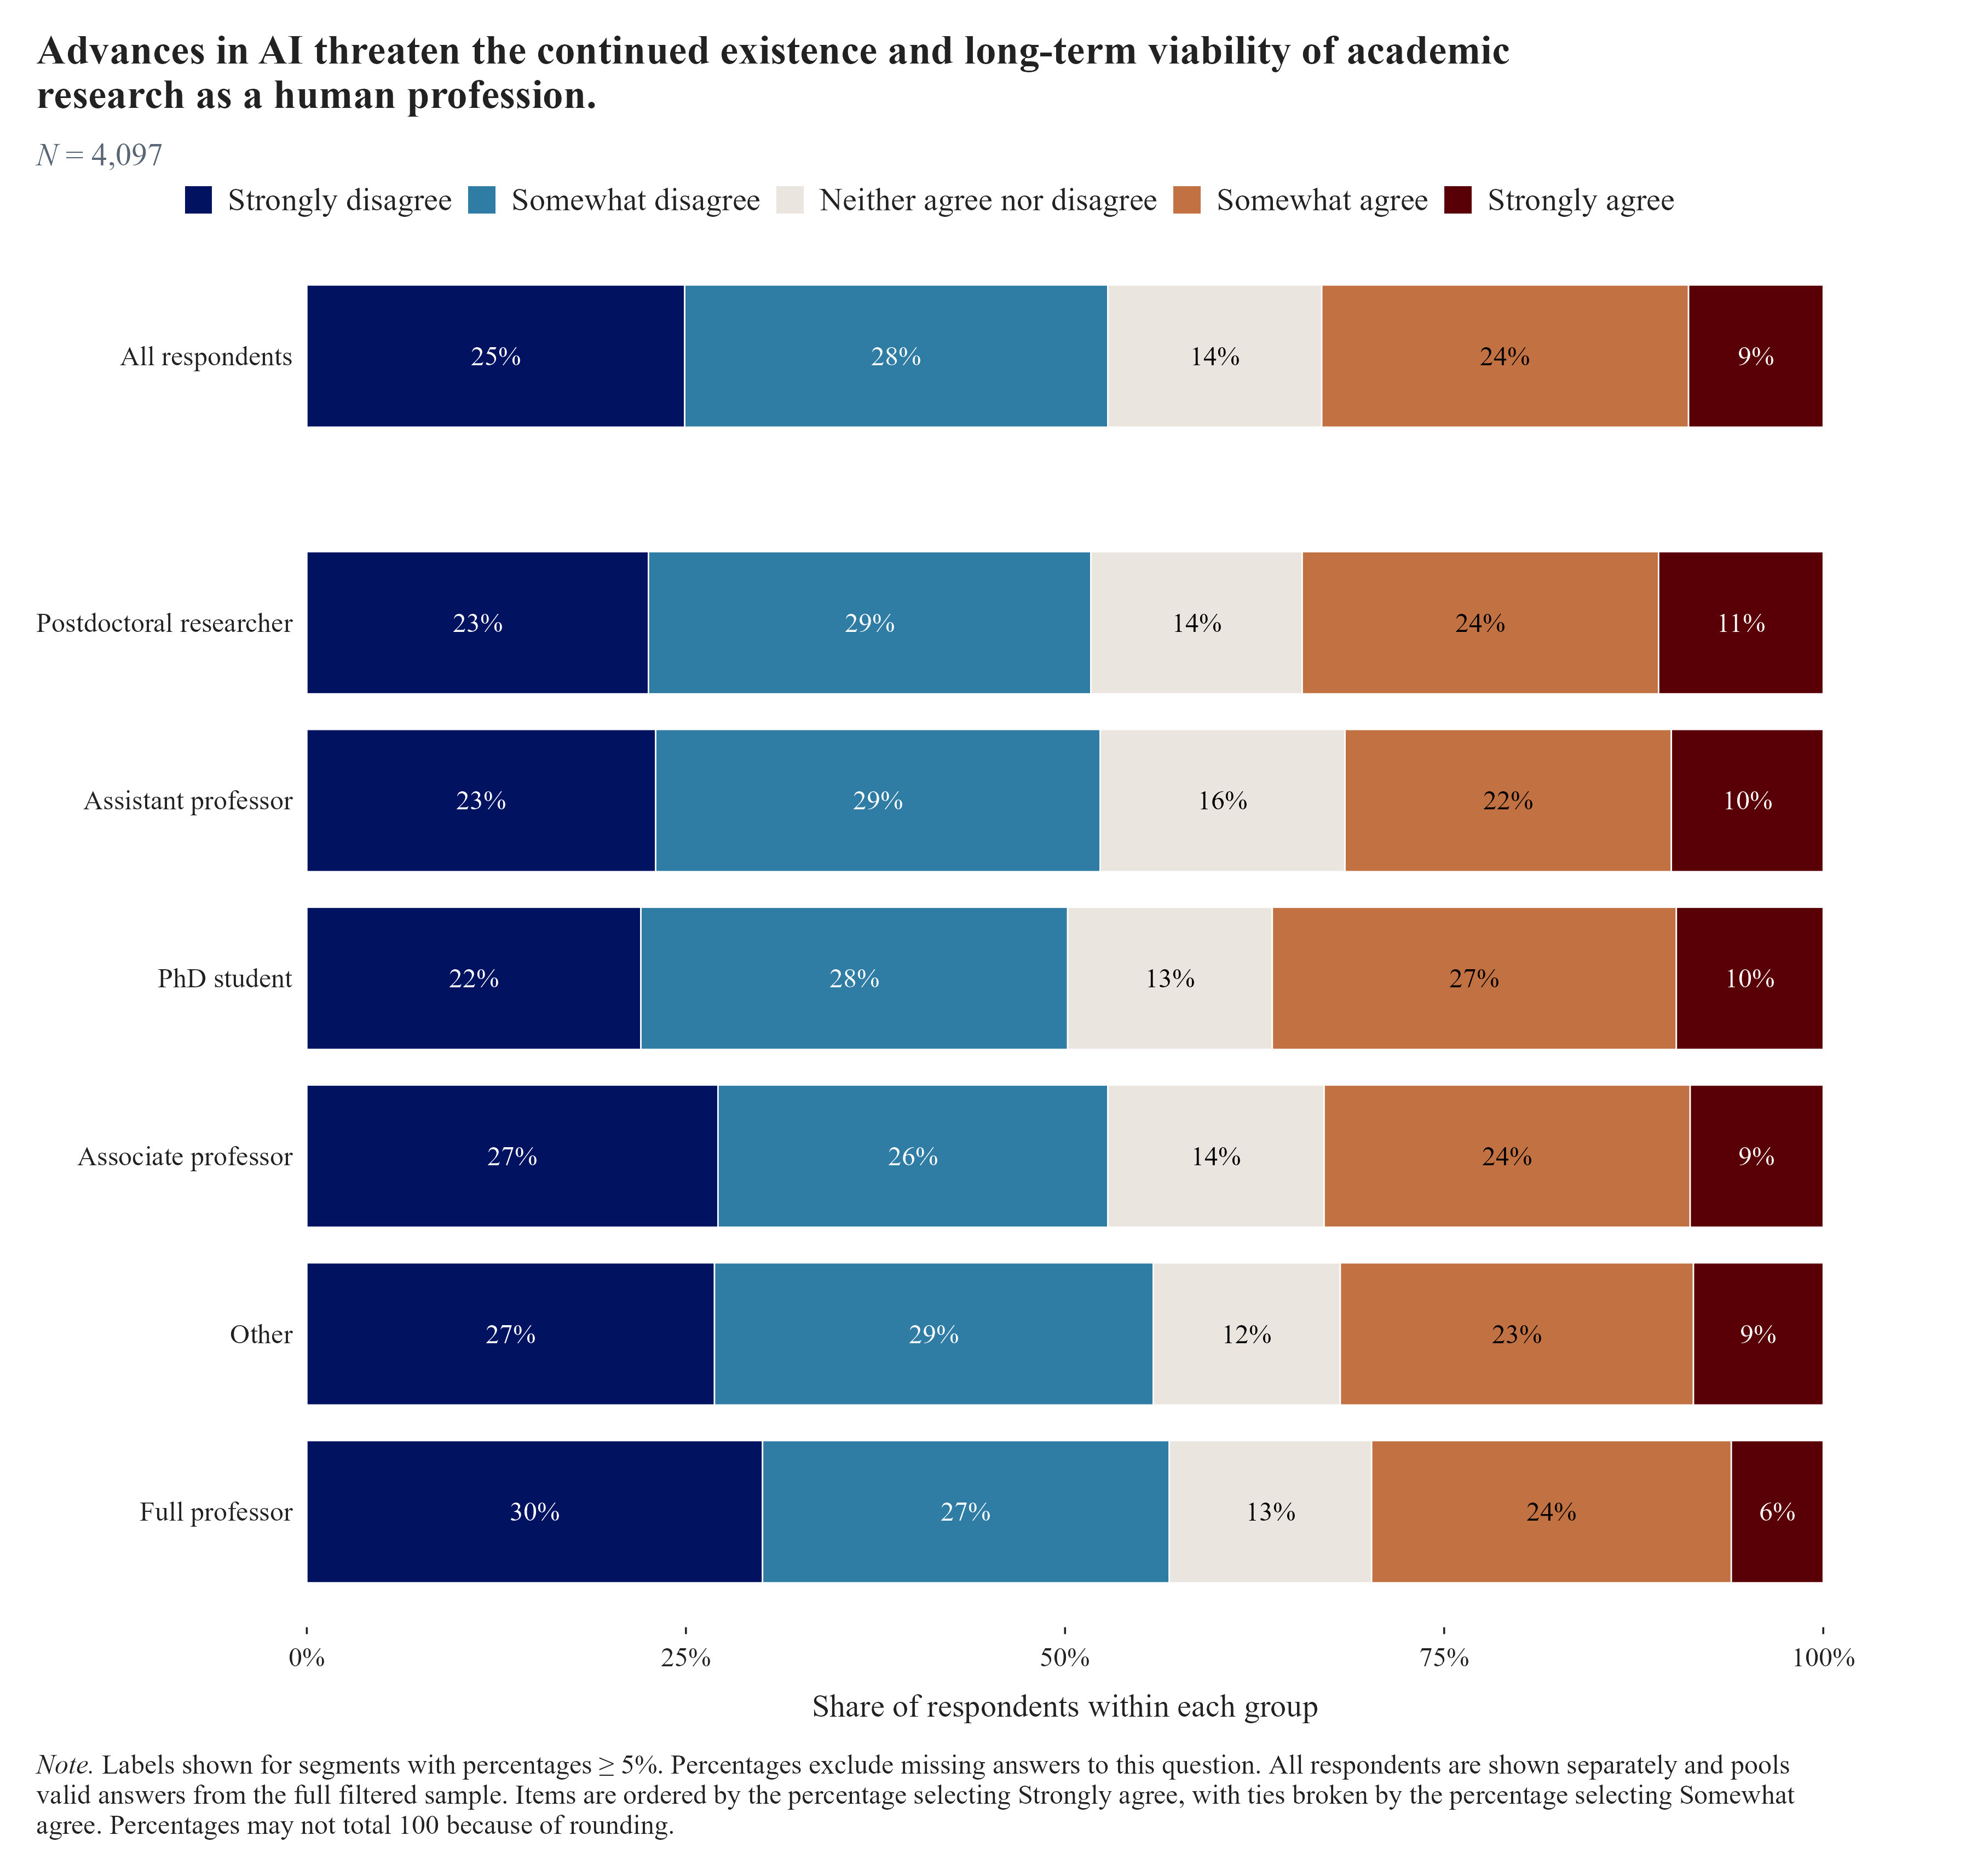 Advances in AI threaten the continued existence and long-term viability of academic
research as a human profession.
N = 4,097
Strongly disagree Somewhat disagree Neither agree nor disagree Somewhat agree Strongly agree
All respondents 25% 28% 14% 24% 9%
Postdoctoral researcher 23% 29% 14% 24% 11%
Assistant professor 23% 29% 16% 22% 10%
PhD student 22% 28% 13% 27% 10%
Associate professor 27% 26% 14% 24% 9%
Other 27% 29% 12% 23% 9%
Full professor 30% 27% 13% 24% 6%
0% 25% 50% 75% 100%
Share of respondents within each group
Note. Labels shown for segments with percentages ≥ 5%. Percentages exclude missing answers to this question. All respondents are shown separately and pools
valid answers from the full filtered sample. Items are ordered by the percentage selecting Strongly agree, with ties broken by the percentage selecting Somewhat
agree. Percentages may not total 100 because of rounding.